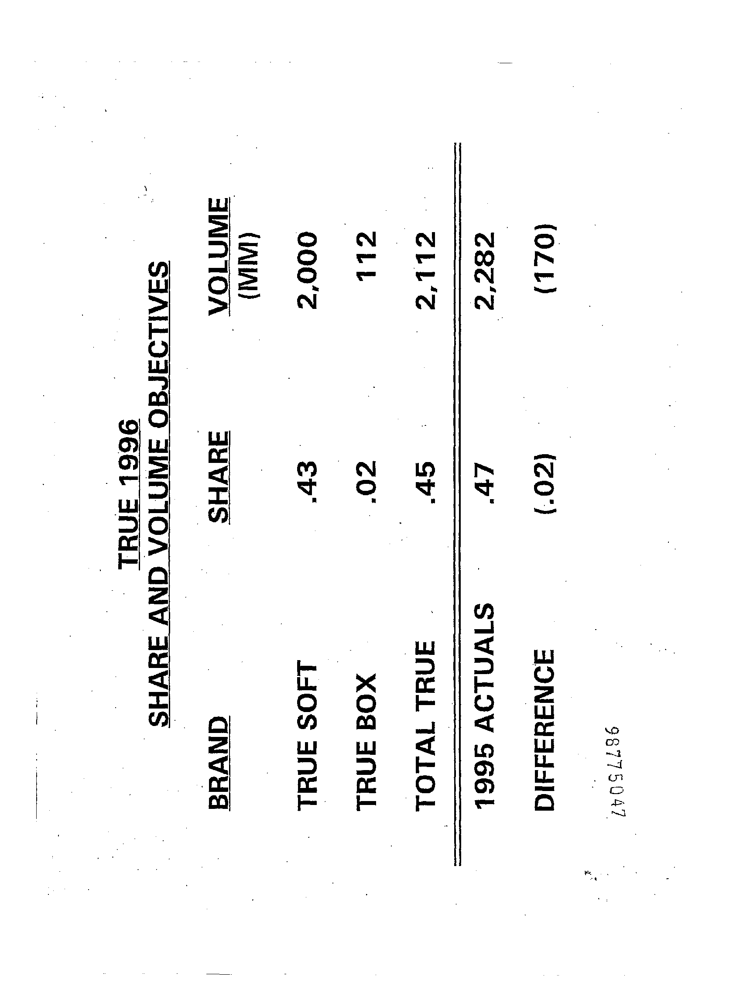 TRUE 1996
SHARE AND VOLUME OBJECTIVES
BRAND SHARE VOLUME
(MM)
TRUE SOFT .43 2,000
TRUE BOX .02 112
TOTAL TRUE .45 2,112
1995 ACTUALS .47 2,282
DIFFERENCE (.02) (170)
98775047